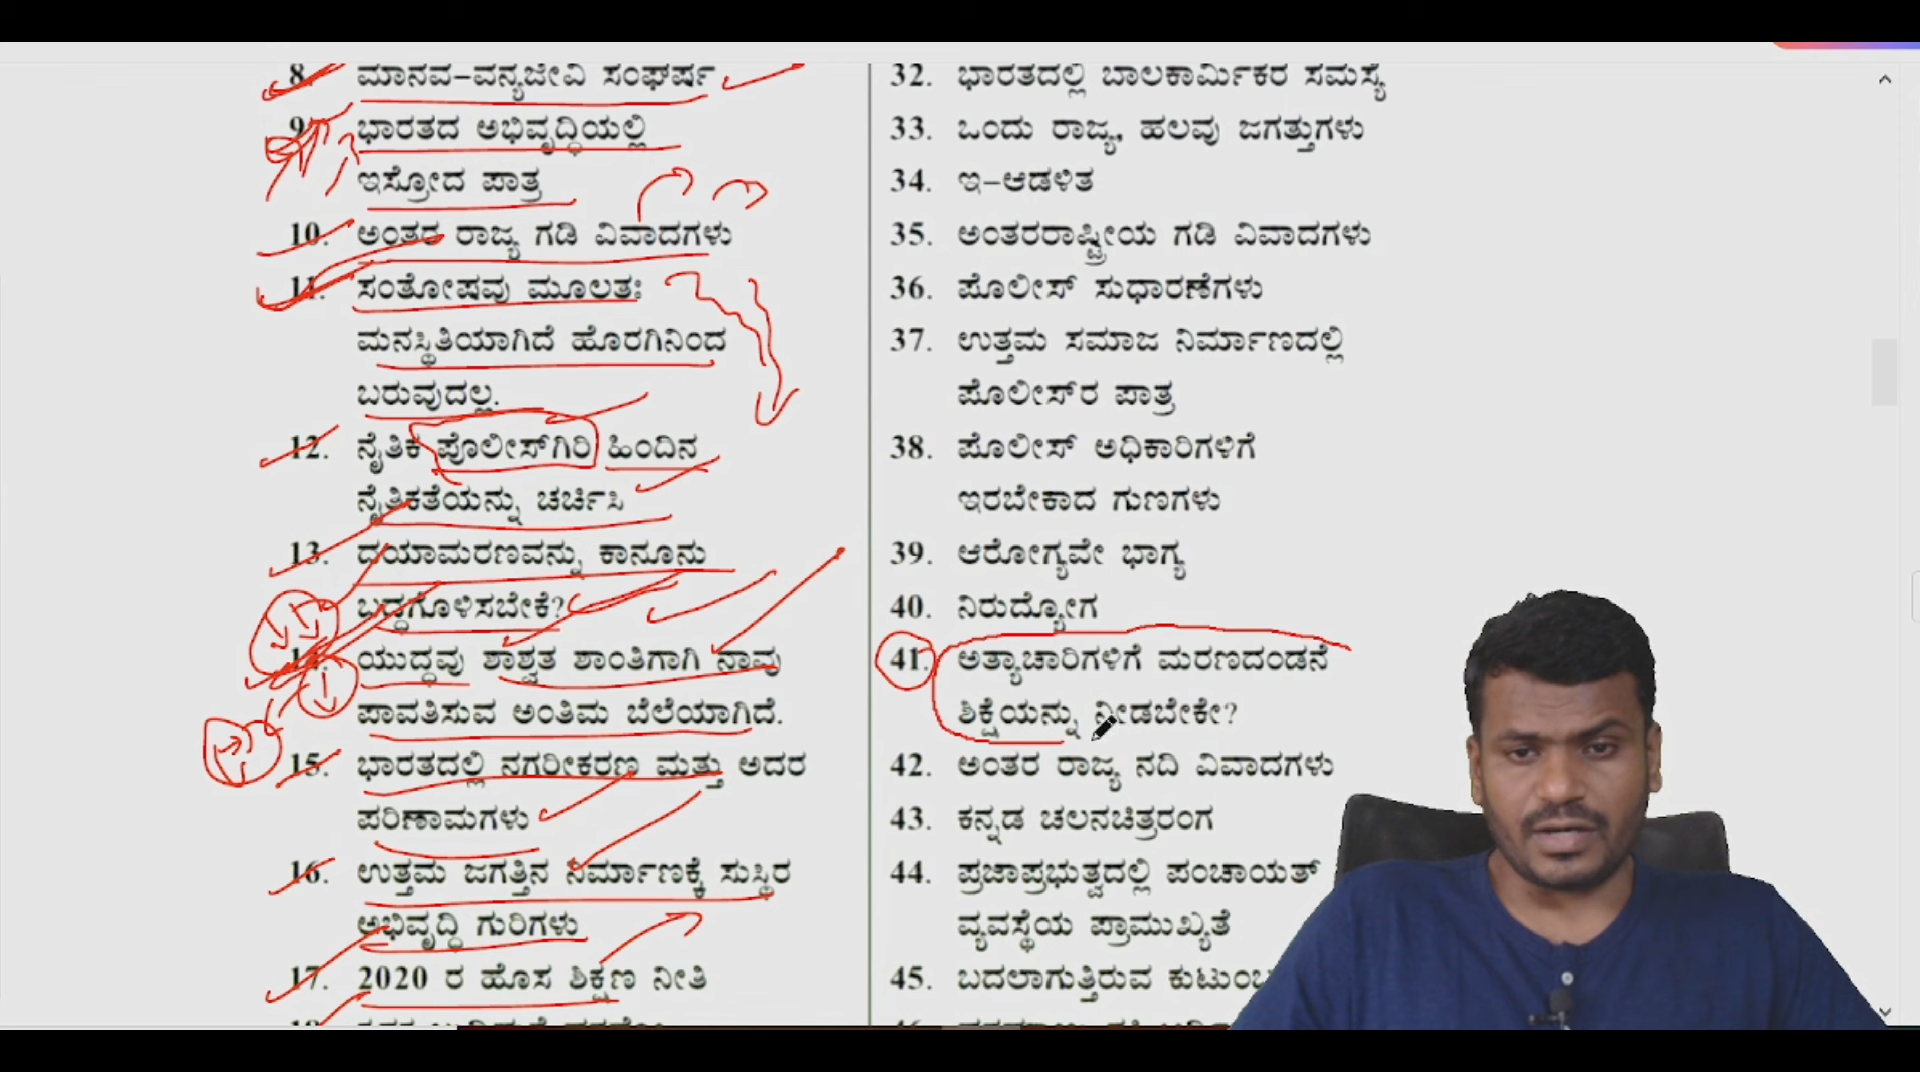 8. ಮಾನವ-ವನ್ಯಜೀವಿ ಸಂಘರ್ಷ
9. ಭಾರತದ ಅಭಿವೃದ್ಧಿಯಲ್ಲಿ
ಇಸ್ರೋದ ಪಾತ್ರ
10. ಅಂತರ ರಾಜ್ಯ ಗಡಿ ವಿವಾದಗಳು
11. ಸಂತೋಷವು ಮೂಲತಃ
ಮನಸ್ಥಿತಿಯಾಗಿದೆ ಹೊರಗಿನಿಂದ
ಬರುವುದಲ್ಲ.
12. ನೈತಿಕ ಪೊಲೀಸ್‌ಗಿರಿ ಹಿಂದಿನ
ನೈತಿಕತೆಯನ್ನು ಚರ್ಚಿಸಿ
13. ದಯಾಮರಣವನ್ನು ಕಾನೂನು
ಬದ್ಧಗೊಳಿಸಬೇಕೆ?
14. ಯುದ್ಧವು ಶಾಶ್ವತ ಶಾಂತಿಗಾಗಿ ನಾವು
ಪಾವತಿಸುವ ಅಂತಿಮ ಬೆಲೆಯಾಗಿದೆ.
15. ಭಾರತದಲ್ಲಿ ನಗರೀಕರಣ ಮತ್ತು ಅದರ
ಪರಿಣಾಮಗಳು
16. ಉತ್ತಮ ಜಗತ್ತಿನ ನಿರ್ಮಾಣಕ್ಕೆ ಸುಸ್ಥಿರ
ಅಭಿವೃದ್ಧಿ ಗುರಿಗಳು
17. 2020 ರ ಹೊಸ ಶಿಕ್ಷಣ ನೀತಿ
32. ಭಾರತದಲ್ಲಿ ಬಾಲಕಾರ್ಮಿಕರ ಸಮಸ್ಯೆ
33. ಒಂದು ರಾಜ್ಯ, ಹಲವು ಜಗತ್ತುಗಳು
34. ಇ-ಆಡಳಿತ
35. ಅಂತರರಾಷ್ಟ್ರೀಯ ಗಡಿ ವಿವಾದಗಳು
36. ಪೊಲೀಸ್ ಸುಧಾರಣೆಗಳು
37. ಉತ್ತಮ ಸಮಾಜ ನಿರ್ಮಾಣದಲ್ಲಿ
ಪೊಲೀಸ್‌ರ ಪಾತ್ರ
38. ಪೊಲೀಸ್ ಅಧಿಕಾರಿಗಳಿಗೆ
ಇರಬೇಕಾದ ಗುಣಗಳು
39. ಆರೋಗ್ಯವೇ ಭಾಗ್ಯ
40. ನಿರುದ್ಯೋಗ
41. ಅತ್ಯಾಚಾರಿಗಳಿಗೆ ಮರಣದಂಡನೆ
ಶಿಕ್ಷೆಯನ್ನು ನೀಡಬೇಕೇ?
42. ಅಂತರ ರಾಜ್ಯ ನದಿ ವಿವಾದಗಳು
43. ಕನ್ನಡ ಚಲನಚಿತ್ರರಂಗ
44. ಪ್ರಜಾಪ್ರಭುತ್ವದಲ್ಲಿ ಪಂಚಾಯತ್
ವ್ಯವಸ್ಥೆಯ ಪ್ರಾಮುಖ್ಯತೆ
45. ಬದಲಾಗುತ್ತಿರುವ ಕುಟುಂಬ